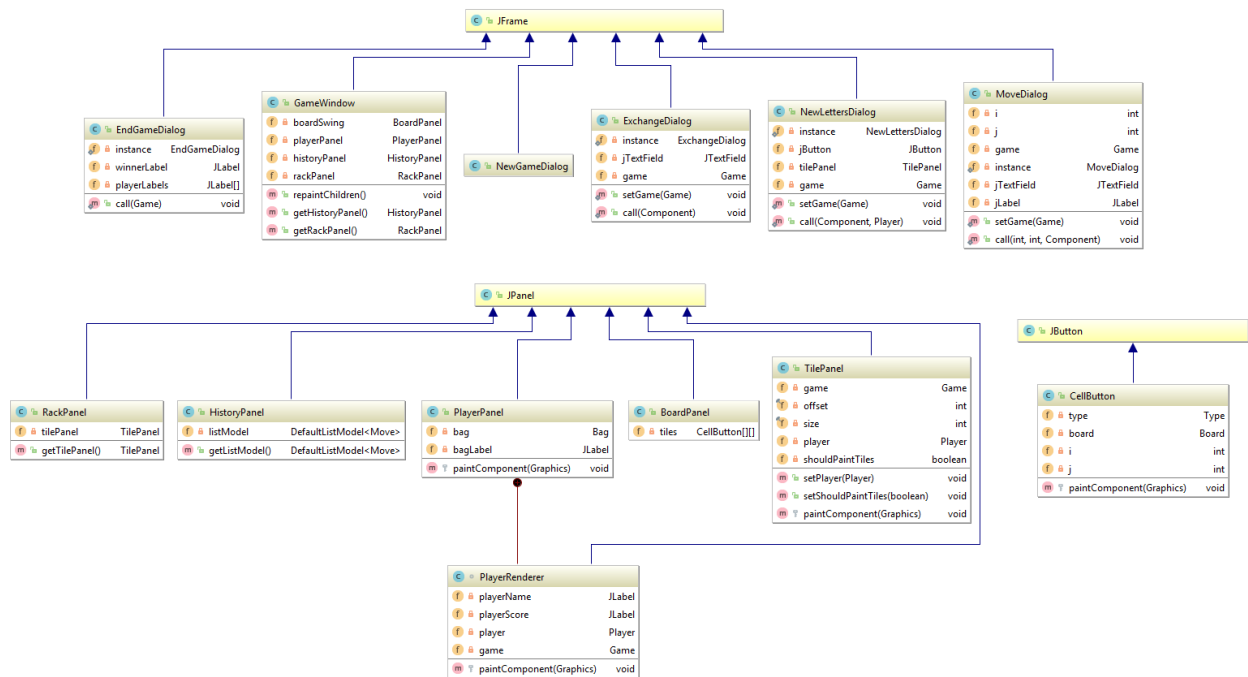 JFrame
EndGameDialog
instance EndGameDialog
winnerLabel JLabel
playerLabels JLabel[]
call(Game) void
GameWindow
boardSwing BoardPanel
playerPanel PlayerPanel
historyPanel HistoryPanel
rackPanel RackPanel
repaintChildren() void
getHistoryPanel() HistoryPanel
getRackPanel() RackPanel
NewGameDialog
ExchangeDialog
instance ExchangeDialog
jTextField JTextField
game Game
setGame(Game) void
call(Component) void
NewLettersDialog
instance NewLettersDialog
jButton JButton
tilePanel TilePanel
game Game
setGame(Game) void
call(Component, Player) void
MoveDialog
i int
j int
game Game
instance MoveDialog
jTextField JTextField
jLabel JLabel
setGame(Game) void
call(int, int, Component) void
JPanel
RackPanel
tilePanel TilePanel
getTilePanel() TilePanel
HistoryPanel
listModel DefaultListModel<Move>
getListModel() DefaultListModel<Move>
PlayerPanel
bag Bag
bagLabel JLabel
paintComponent(Graphics) void
BoardPanel
tiles CellButton[][]
TilePanel
game Game
offset int
size int
player Player
shouldPaintTiles boolean
setPlayer(Player) void
setShouldPaintTiles(boolean) void
paintComponent(Graphics) void
JButton
CellButton
type Type
board Board
i int
j int
paintComponent(Graphics) void
PlayerRenderer
playerName JLabel
playerScore JLabel
player Player
game Game
paintComponent(Graphics) void